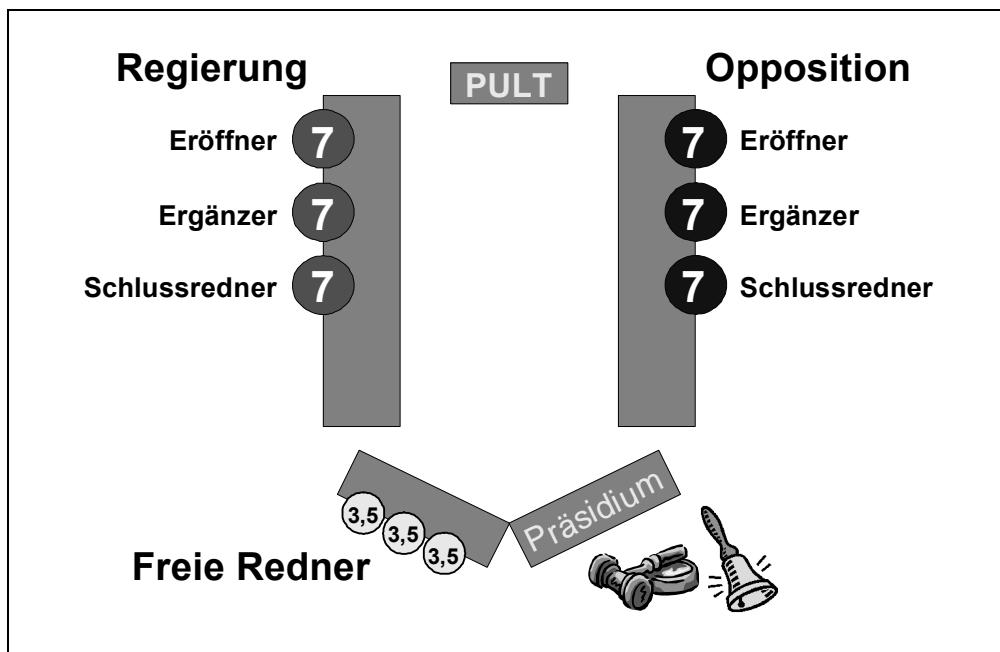 Regierung
PULT
Opposition
Eröffner 7
7 Eröffner
Ergänzer 7
7 Ergänzer
Schlussredner 7
7 Schlussredner
3,5
3,5
3,5
Präsidium
Freie Redner